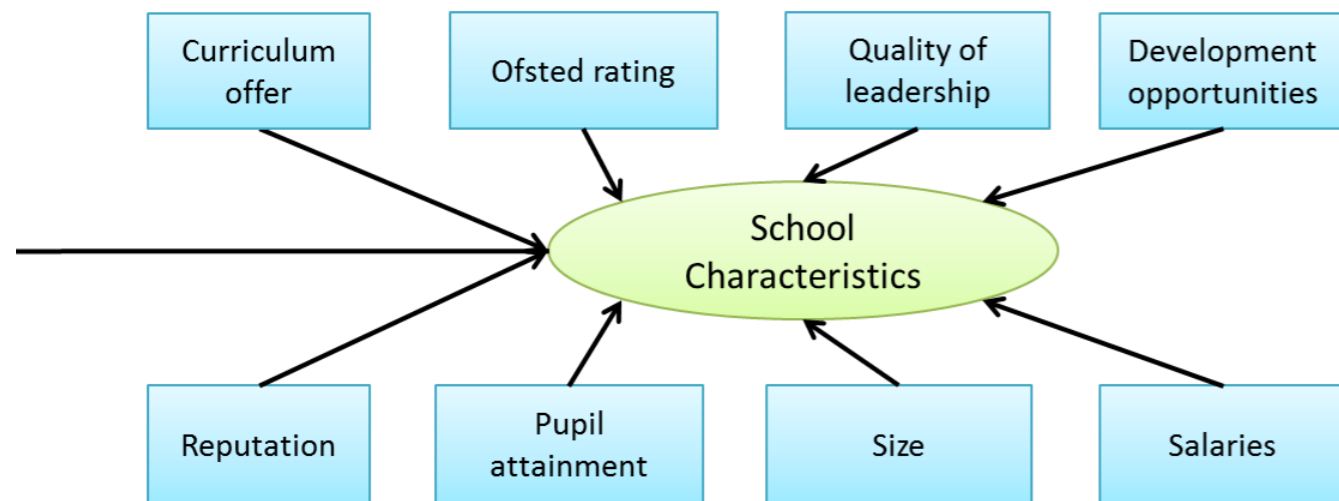 Curriculum
offer
Ofsted rating
Quality of
leadership
Development
opportunities
School
Characteristics
Reputation
Pupil
attainment
Size
Salaries